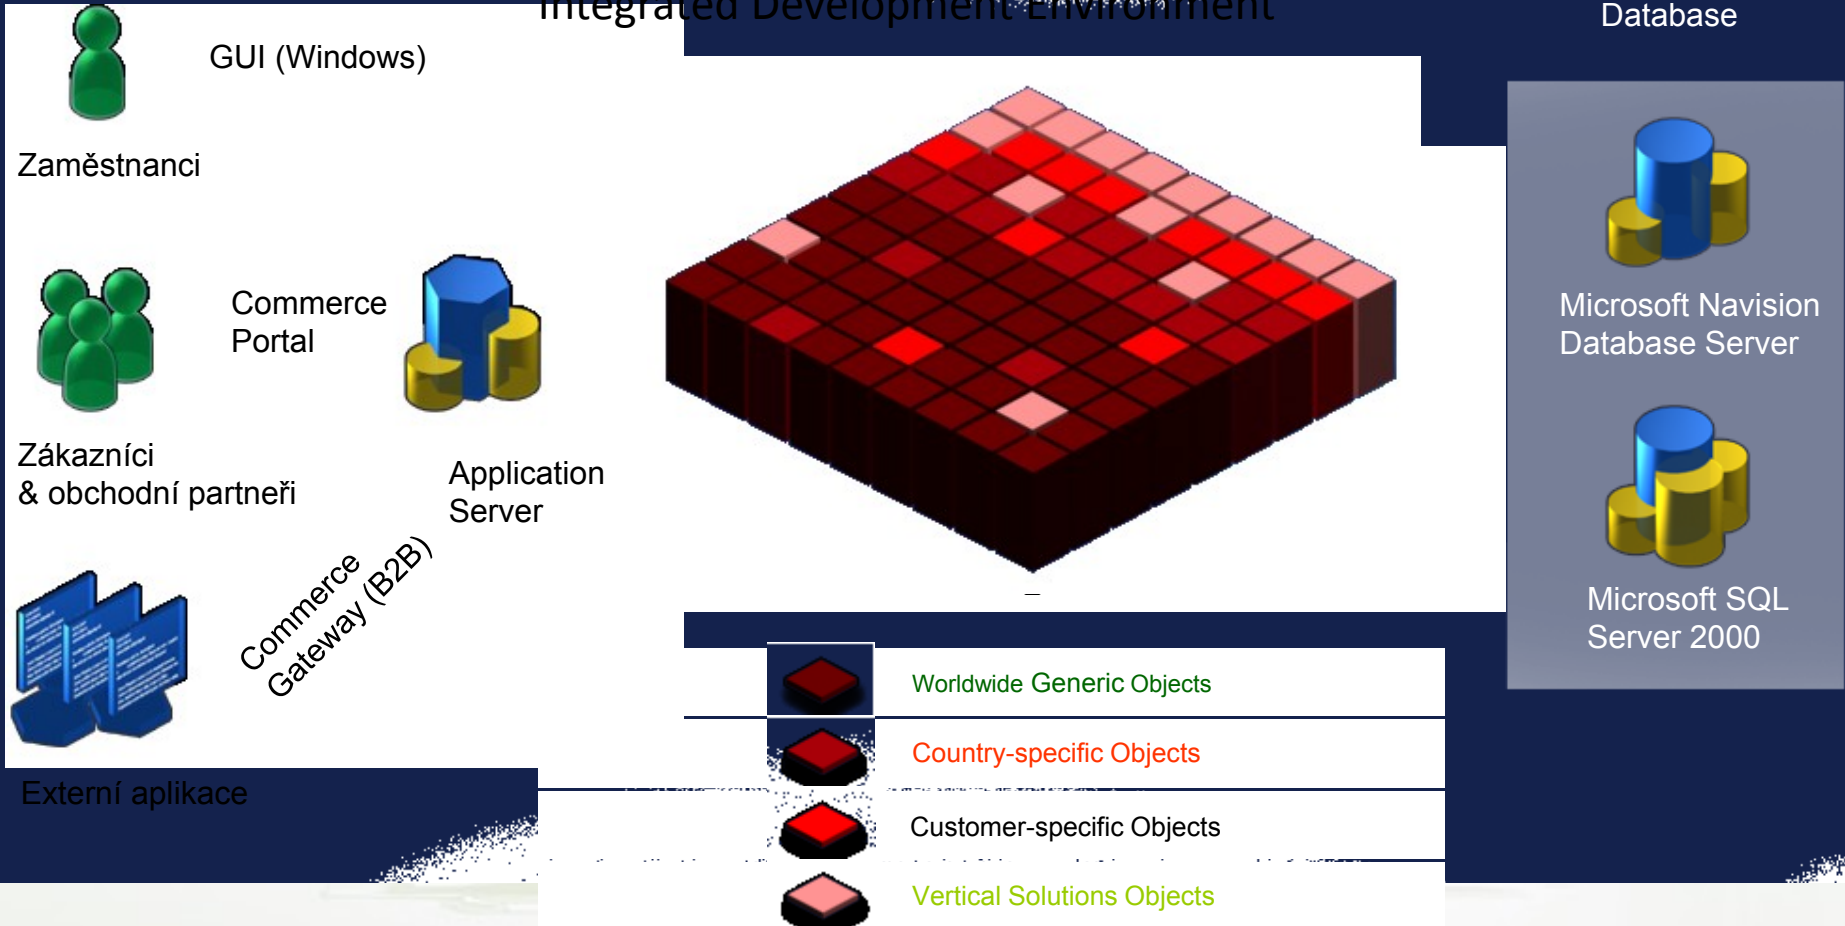 Integrated Development Environment
Database
GUI (Windows)
Zaměstnanci
Commerce
Portal
Zákazníci
& obchodní partneři
Application
Server
Commerce
Gateway (B2B)
Externí aplikace
Microsoft Navision
Database Server
Microsoft SQL
Server 2000
Worldwide Generic Objects
Country-specific Objects
Customer-specific Objects
Vertical Solutions Objects